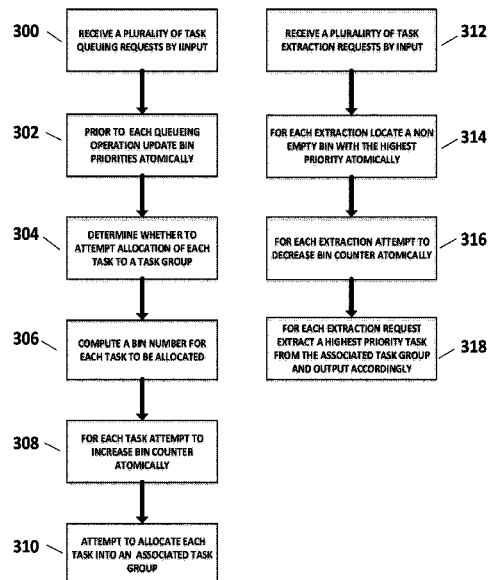 300
RECEIVE A PLURALITY OF TASK
QUEUING REQUESTS BY IINPUT
302
PRIOR TO EACH QUEUEING
OPERATION UPDATE BIN
PRIORITIES ATOMICALLY
304
DETERMINE WHETHER TO
ATTEMPT ALLOCATION OF EACH
TASK TO A TASK GROUP
306
COMPUTE A BIN NUMBER FOR
EACH TASK TO BE ALLOCATED
308
FOR EACH TASK ATTEMPT TO
INCREASE BIN COUNTER
ATOMICALLY
310
ATTEMPT TO ALLOCATE EACH
TASK INTO AN ASSOCIATED TASK
GROUP
312
RECEIVE A PLURALIRTY OF TASK
EXTRACTION REQUESTS BY INPUT
314
FOR EACH EXTRACTION LOCATE A NON
EMPTY BIN WITH THE HIGHEST
PRIORITY ATOMICALLY
316
FOR EACH EXTRACTION ATTEMPT TO
DECREASE BIN COUNTER ATOMICALLY
318
FOR EACH EXTRACTION REQUEST
EXTRACT A HIGHEST PRIORITY TASK
FROM THE ASSOCIATED TASK GROUP
AND OUTPUT ACCORDINGLY